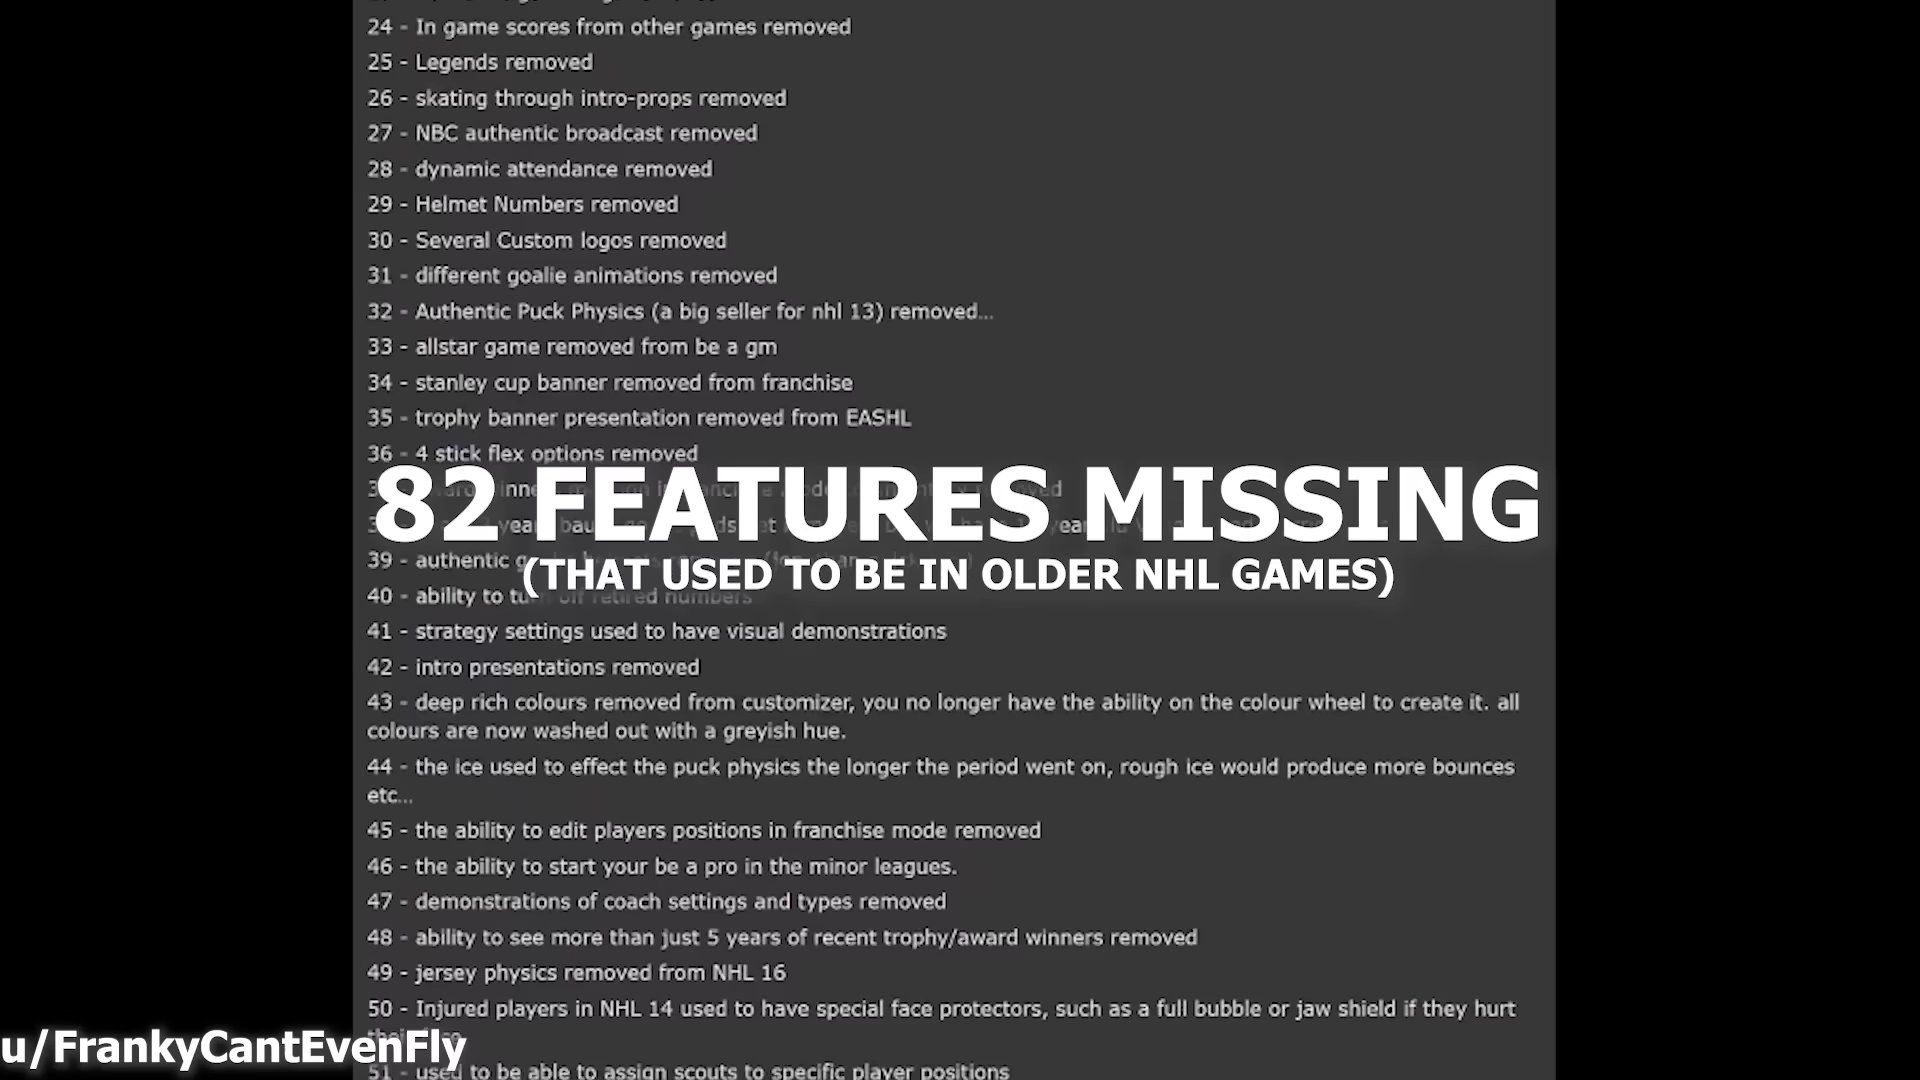 24 - In game scores from other games removed
25 - Legends removed
26 - skating through intro-props removed
27 - NBC authentic broadcast removed
28 - dynamic attendance removed
29 - Helmet Numbers removed
30 - Several Custom logos removed
31 - different goalie animations removed
32 - Authentic Puck Physics (a big seller for nhl 13) removed...
33 - allstar game removed from be a gm
34 - stanley cup banner removed from franchise
35 - trophy banner presentation removed from EASHL
36 - 4 stick flex options removed
82 FEATURES MISSING
39 - authentic
(THAT USED TO BE IN OLDER NHL GAMES)
40 - ability to turn off retired numbers
41 - strategy settings used to have visual demonstrations
42 - intro presentations removed
43 - deep rich colours removed from customizer, you no longer have the ability on the colour wheel to create it. all
colours are now washed out with a greyish hue.
44 - the ice used to effect the puck physics the longer the period went on, rough ice would produce more bounces
etc...
45 - the ability to edit players positions in franchise mode removed
46 - the ability to start your be a pro in the minor leagues.
47 - demonstrations of coach settings and types removed
48 - ability to see more than just 5 years of recent trophy/award winners removed
49 - jersey physics removed from NHL 16
50 - Injured players in NHL 14 used to have special face protectors, such as a full bubble or jaw shield if they hurt
their face
u/FrankyCantEvenFly
51 - used to be able to assign scouts to specific player positions